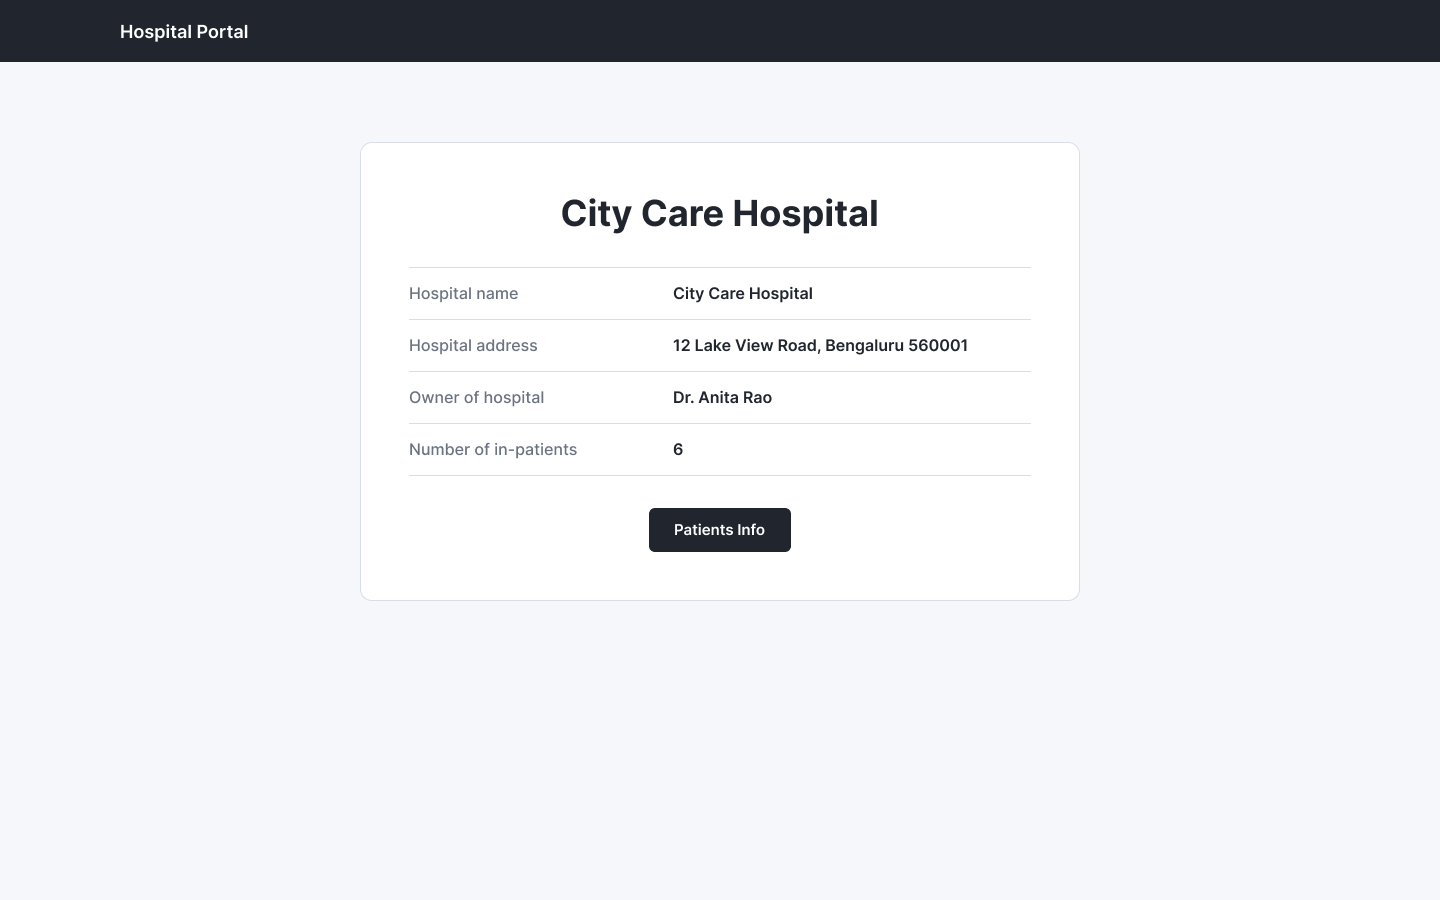 Hospital Portal
City Care Hospital
Hospital name City Care Hospital
Hospital address 12 Lake View Road, Bengaluru 560001
Owner of hospital Dr. Anita Rao
Number of in-patients 6
Patients Info